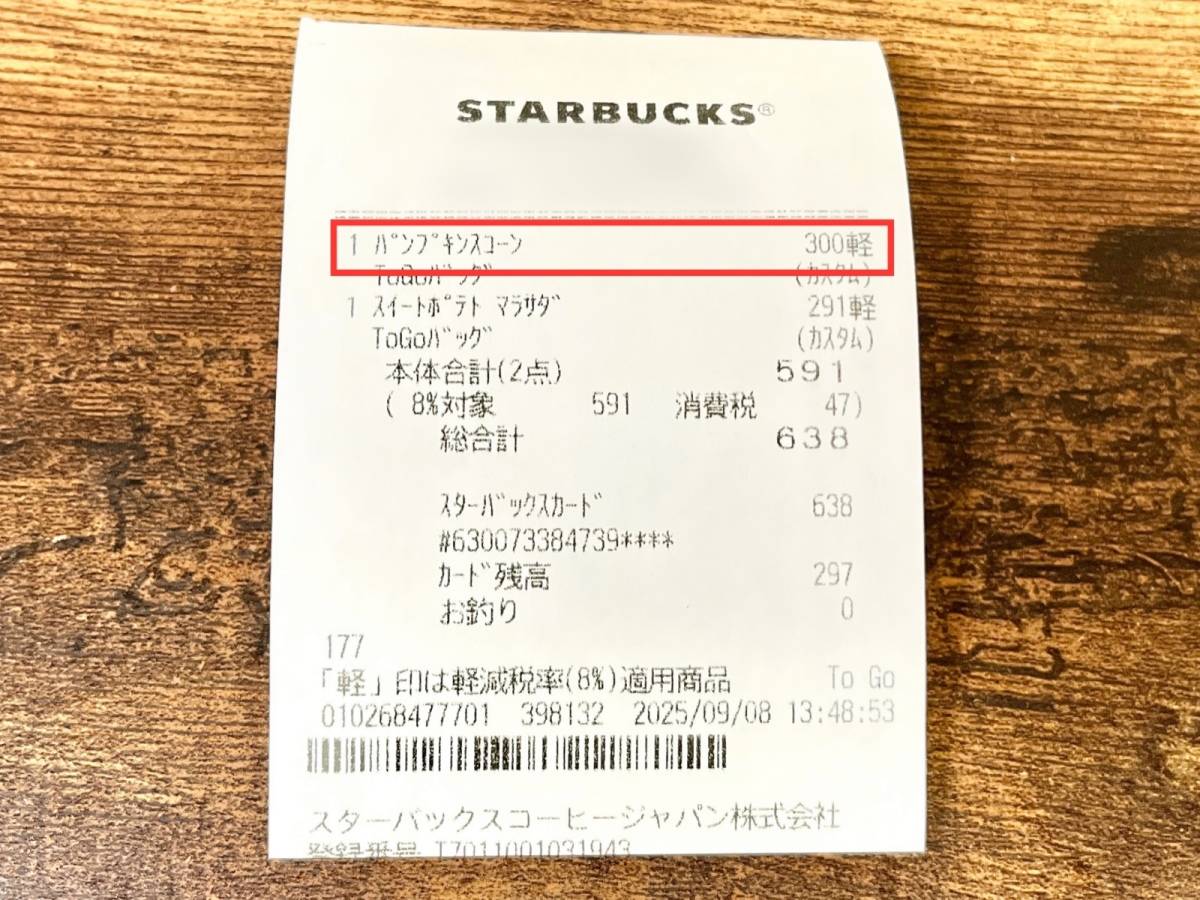 STARBUCKS®
1 ﾊﾟﾝﾌﾟｷﾝｽｺｰﾝ 300軽
ToGoﾊﾞｯｸﾞ (ｶｽﾀﾑ)
1 ｽｲｰﾄﾎﾟﾃﾄ ﾏﾗｻﾀﾞ 291軽
ToGoﾊﾞｯｸﾞ (ｶｽﾀﾑ)
本体合計(2点) 591
( 8%対象 591 消費税 47)
総合計 638
ｽﾀｰﾊﾞｯｸｽｶｰﾄﾞ 638
#630073384739****
ｶｰﾄﾞ残高 297
お釣り 0
177
「軽」印は軽減税率(8%)適用商品 To Go
010268477701 398132 2025/09/08 13:48:53
スターバックスコーヒージャパン株式会社
登録番号 T7011001031943